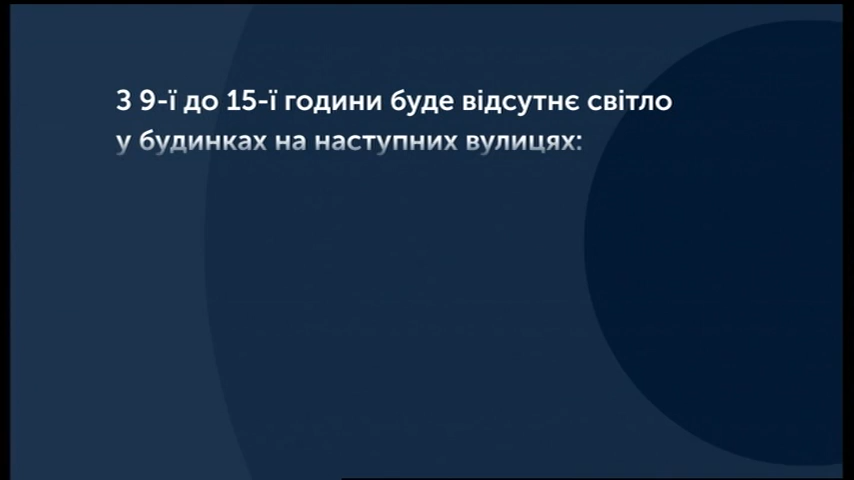 З 9-ї до 15-ї години буде відсутнє світло
у будинках на наступних вулицях: